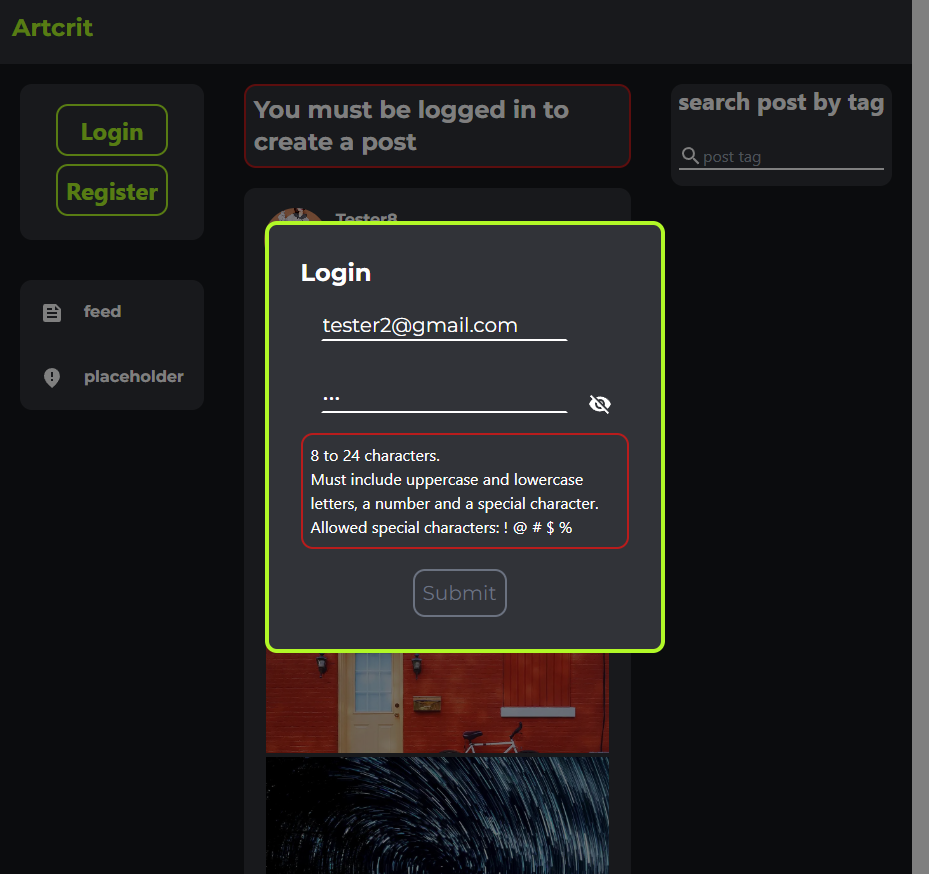 Artcrit
Login
Register
feed
placeholder
You must be logged in to
create a post
Tester8
search post by tag
post tag
Login
tester2@gmail.com
...
8 to 24 characters.
Must include uppercase and lowercase
letters, a number and a special character.
Allowed special characters: ! @ # $ %
Submit